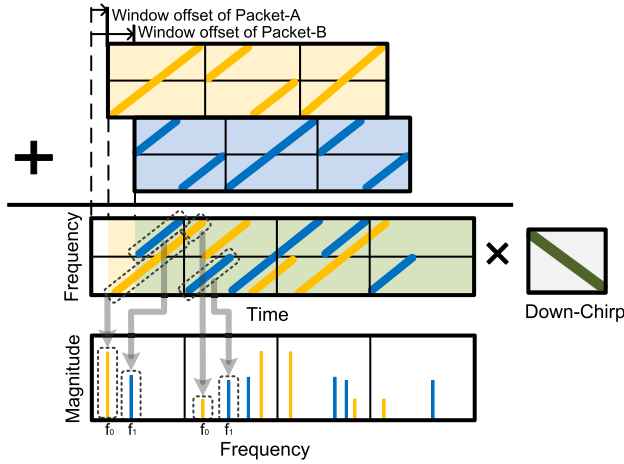 Window offset of Packet-A
Window offset of Packet-B
+
Frequency
×
Time
Down-Chirp
Magnitude
f₀ f₁ f₀ f₁
Frequency